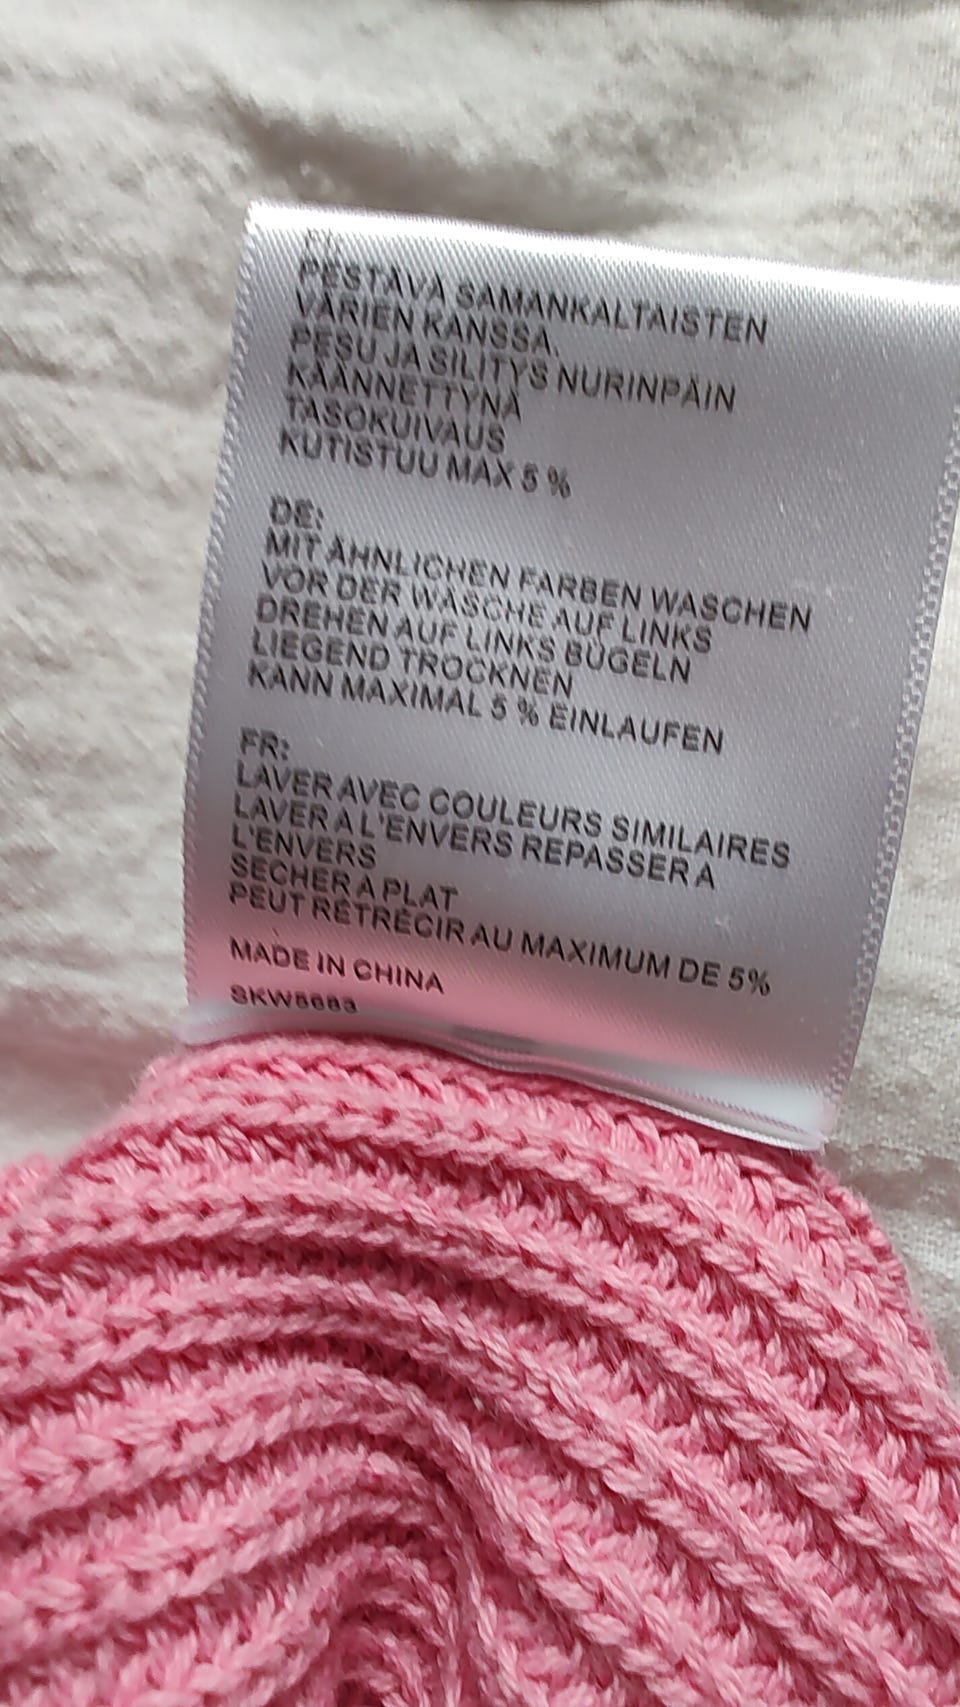 FI:
PESTÄVÄ SAMANKALTAISTEN
VÄRIEN KANSSA.
PESU JA SILITYS NURINPÄIN
KÄÄNNETTYNÄ
TASOKUIVAUS
KUTISTUU MAX 5 %
DE:
MIT ÄHNLICHEN FARBEN WASCHEN
VOR DER WÄSCHE AUF LINKS
DREHEN AUF LINKS BÜGELN
LIEGEND TROCKNEN
KANN MAXIMAL 5 % EINLAUFEN
FR:
LAVER AVEC COULEURS SIMILAIRES
LAVER A L'ENVERS REPASSER A
L'ENVERS
SECHER A PLAT
PEUT RÉTRÉCIR AU MAXIMUM DE 5%
MADE IN CHINA